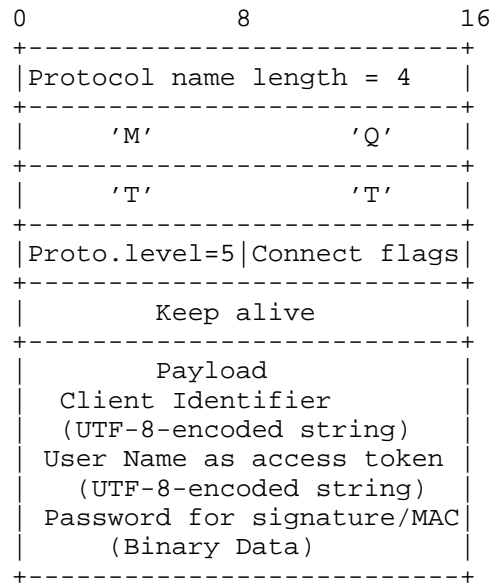 0                   8                   16
+---------------------------+
|Protocol name length = 4   |
+---------------------------+
|     'M'             'Q'   |
+---------------------------+
|     'T'             'T'   |
+---------------------------+
|Proto.level=5|Connect flags|
+---------------------------+
|        Keep alive         |
+---------------------------+
|        Payload            |
|  Client Identifier        |
|  (UTF-8-encoded string)   |
| User Name as access token |
|   (UTF-8-encoded string)  |
| Password for signature/MAC|
|     (Binary Data)         |
+---------------------------+